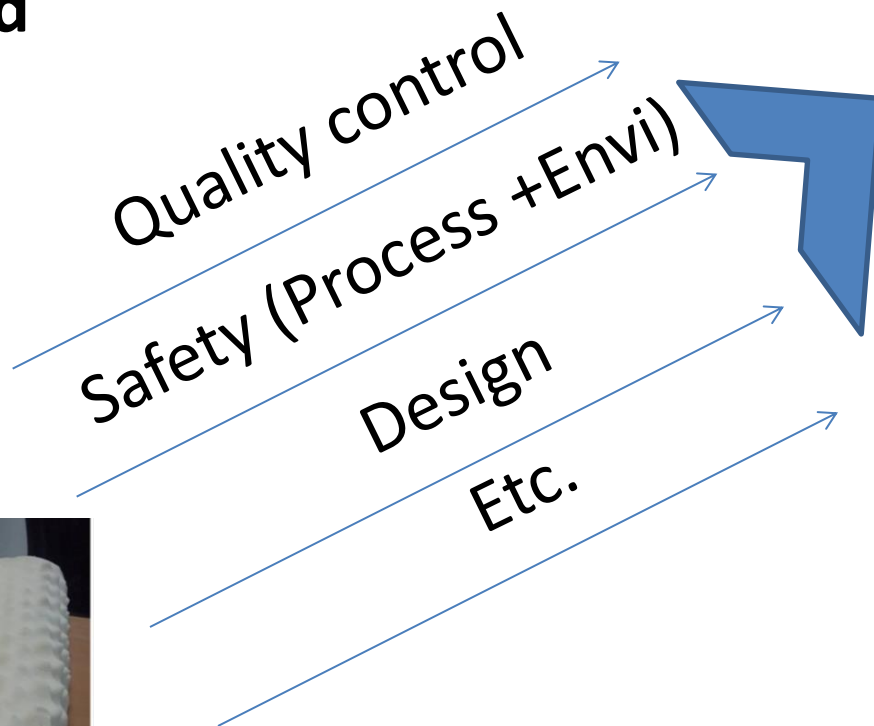 d
Quality control
Safety (Process +Envi)
Design
Etc.